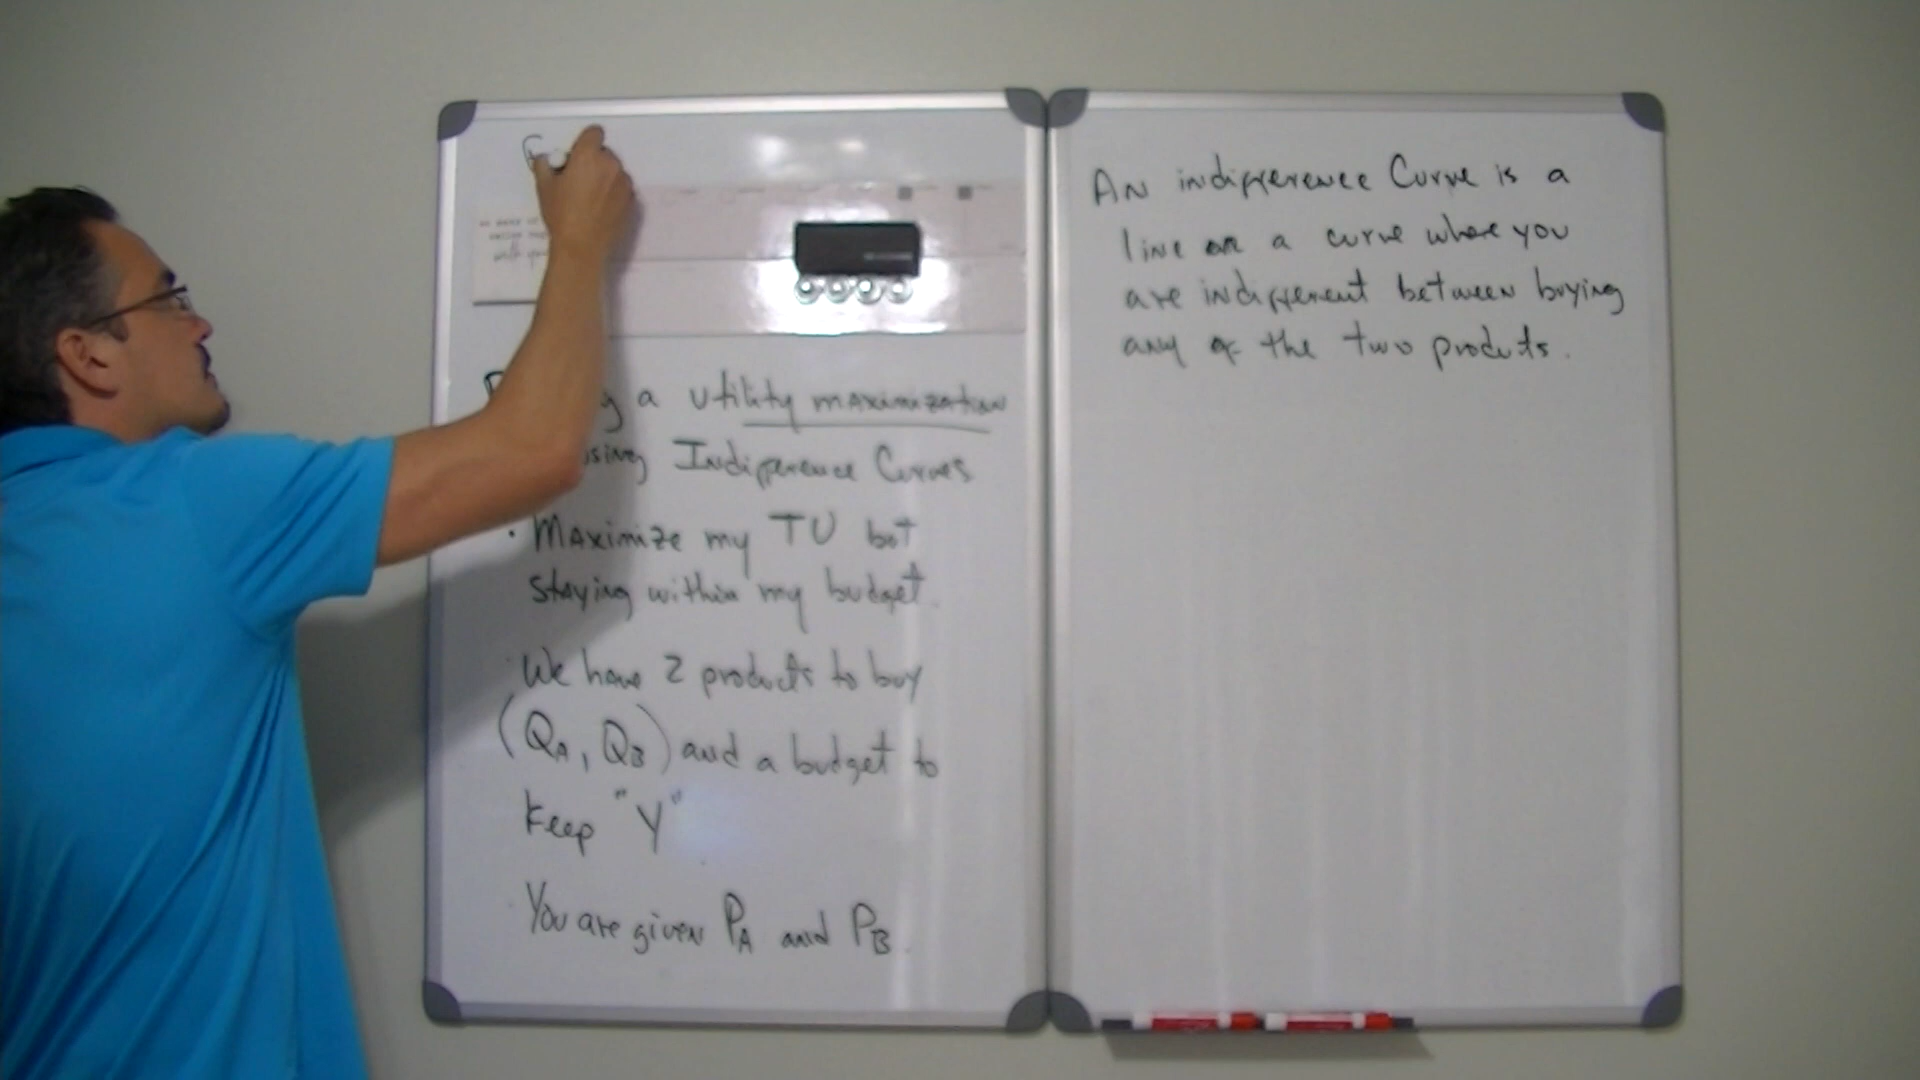 y a utility maximization
using Indifference Curves
· Maximize my TU but
staying within my budget.
· We have 2 products to buy
(QA, QB) and a budget to
keep "Y"
You are given PA and PB.
An indifference Curve is a
line or a curve where you
are indifferent between buying
any of the two products.